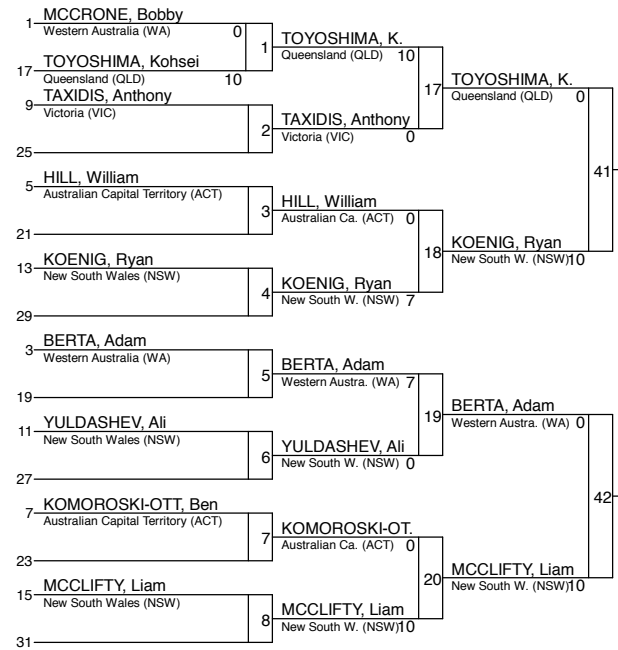 1 MCCRONE, Bobby
Western Australia (WA) 0
1
17 TOYOSHIMA, Kohsei
Queensland (QLD) 10
9 TAXIDIS, Anthony
Victoria (VIC)
2
25
5 HILL, William
Australian Capital Territory (ACT)
3
21
13 KOENIG, Ryan
New South Wales (NSW)
4
29
3 BERTA, Adam
Western Australia (WA)
5
19
11 YULDASHEV, Ali
New South Wales (NSW)
6
27
7 KOMOROSKI-OTT, Ben
Australian Capital Territory (ACT)
7
23
15 MCCLIFTY, Liam
New South Wales (NSW)
8
31
TOYOSHIMA, K.
Queensland (QLD) 10
17
TAXIDIS, Anthony
Victoria (VIC) 0
HILL, William
Australian Ca. (ACT) 0
18
KOENIG, Ryan
New South W. (NSW) 7
BERTA, Adam
Western Austra. (WA) 7
19
YULDASHEV, Ali
New South W. (NSW) 0
KOMOROSKI-OT.
Australian Ca. (ACT) 0
20
MCCLIFTY, Liam
New South W. (NSW) 10
TOYOSHIMA, K.
Queensland (QLD) 0
41
KOENIG, Ryan
New South W. (NSW) 10
BERTA, Adam
Western Austra. (WA) 0
42
MCCLIFTY, Liam
New South W. (NSW) 10